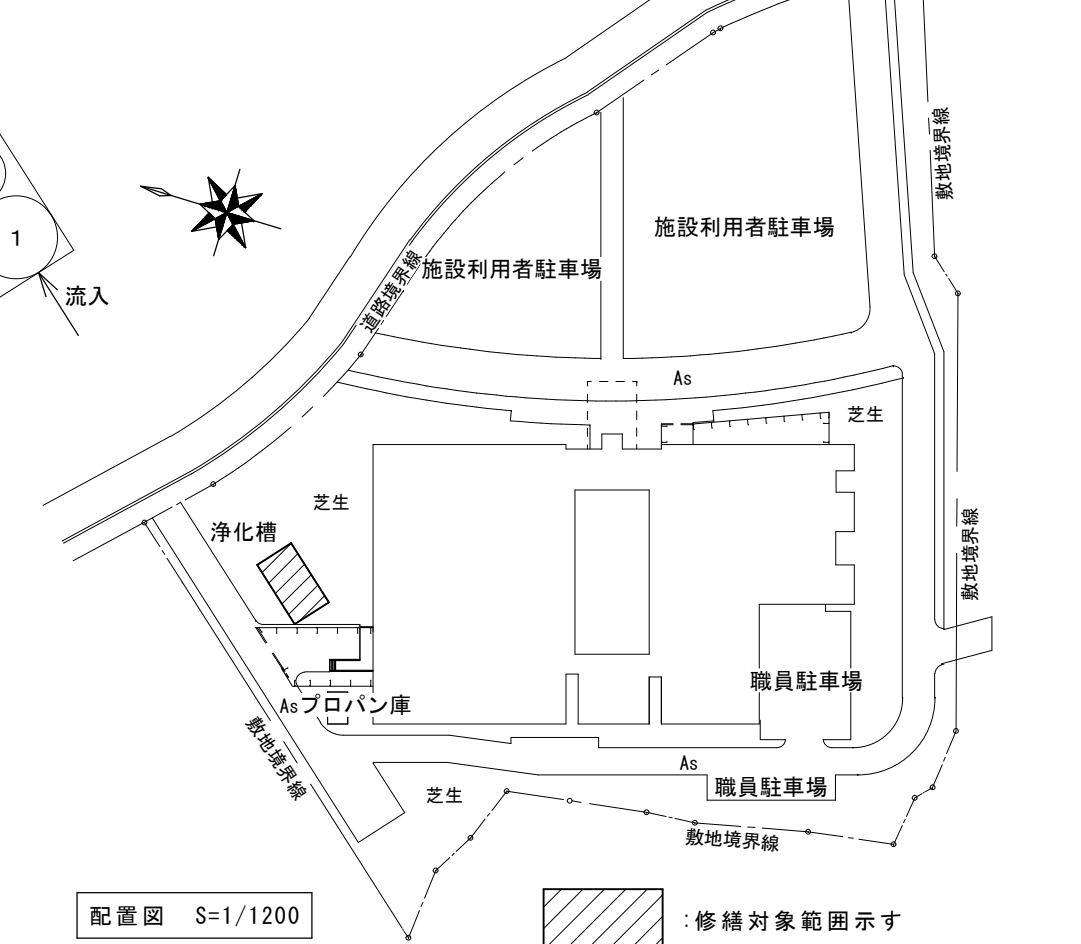 1
流入
敷地境界線
施設利用者駐車場
施設利用者駐車場
道路境界線
As
芝生
芝生
浄化槽
敷地境界線
職員駐車場
Asプロパン庫
敷地境界線
As
職員駐車場
芝生
敷地境界線
配置図 S=1/1200
:修繕対象範囲示す